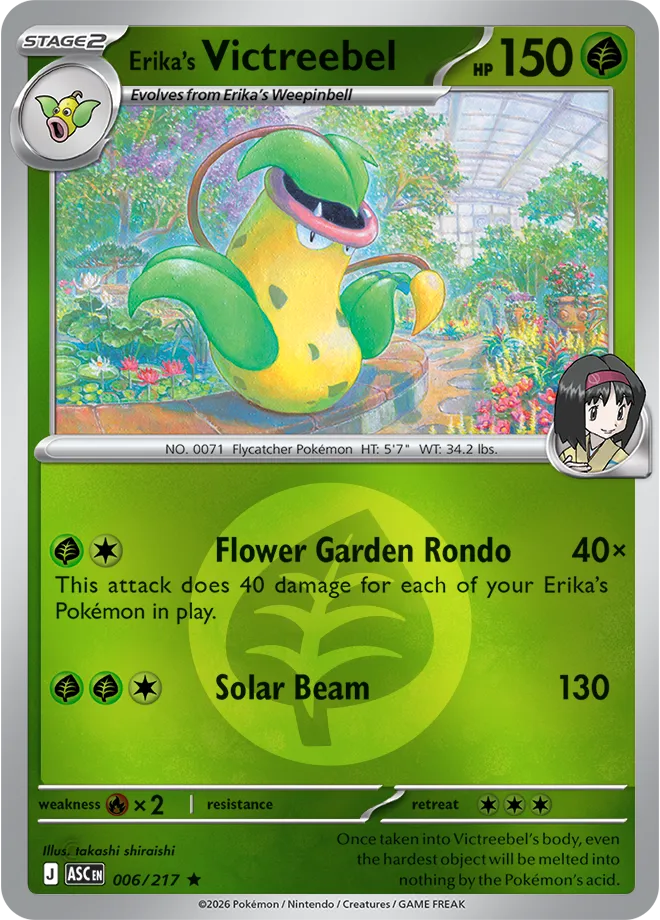 STAGE2
Erika's Victreebel HP 150
Evolves from Erika's Weepinbell
NO. 0071 Flycatcher Pokémon HT: 5'7" WT: 34.2 lbs.
Flower Garden Rondo 40×
This attack does 40 damage for each of your Erika's
Pokémon in play.
Solar Beam 130
weakness × 2 resistance retreat
Illus. takashi shiraishi
J ASC EN 006/217 ★
Once taken into Victreebel's body, even
the hardest object will be melted into
nothing by the Pokémon's acid.
©2026 Pokémon / Nintendo / Creatures / GAME FREAK